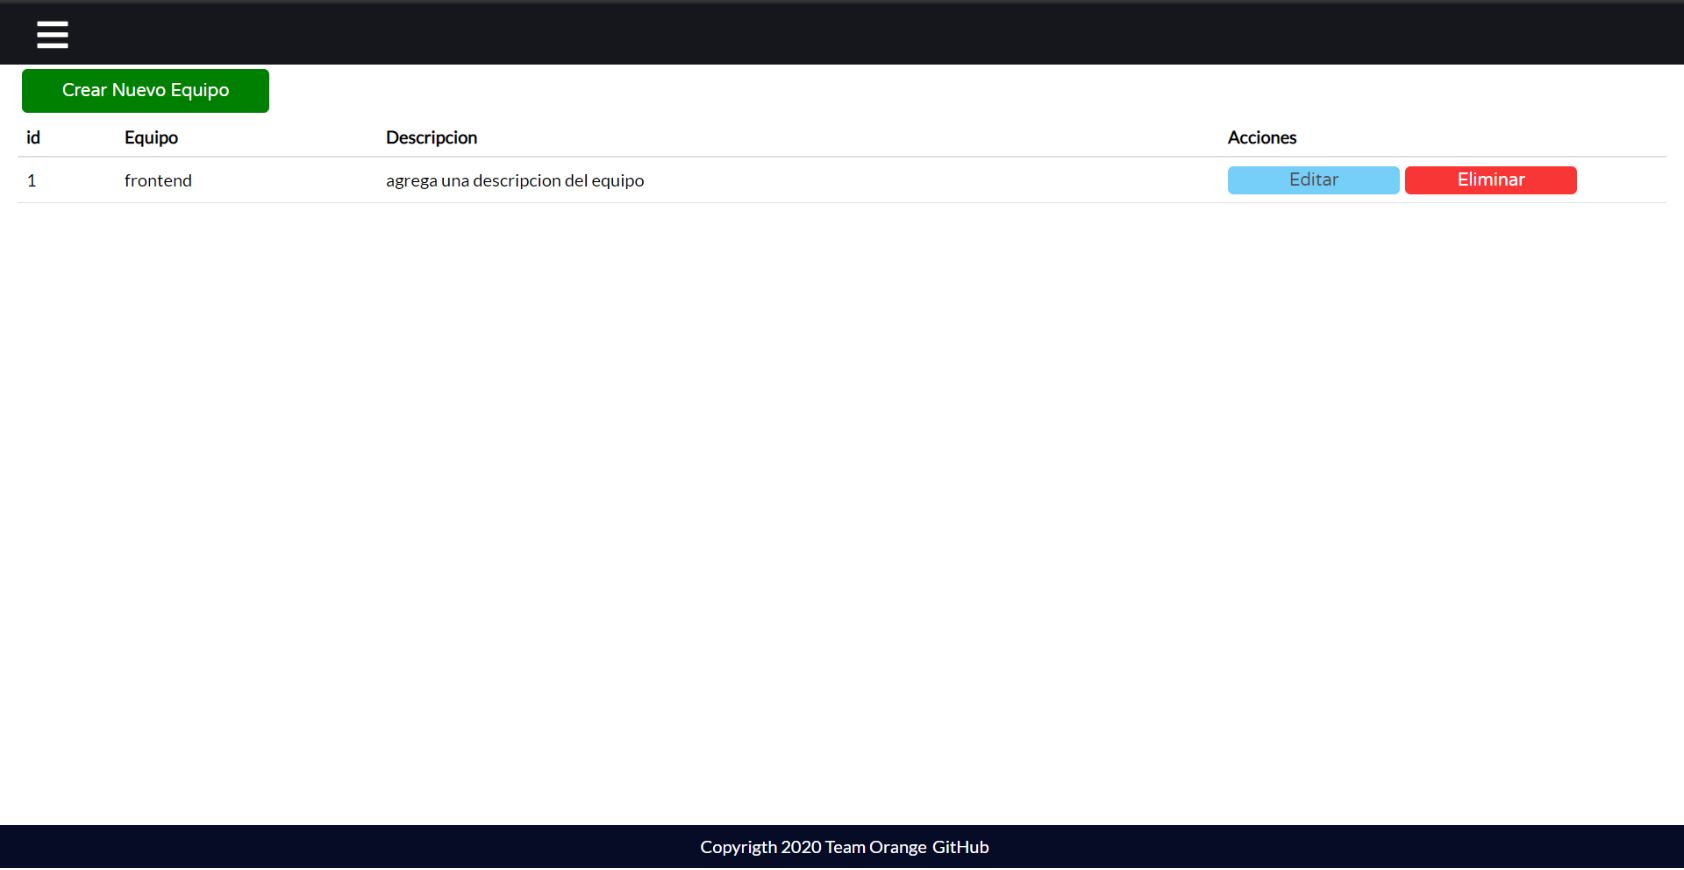 Crear Nuevo Equipo
id Equipo Descripcion Acciones
1 frontend agrega una descripcion del equipo Editar Eliminar
Copyrigth 2020 Team Orange GitHub